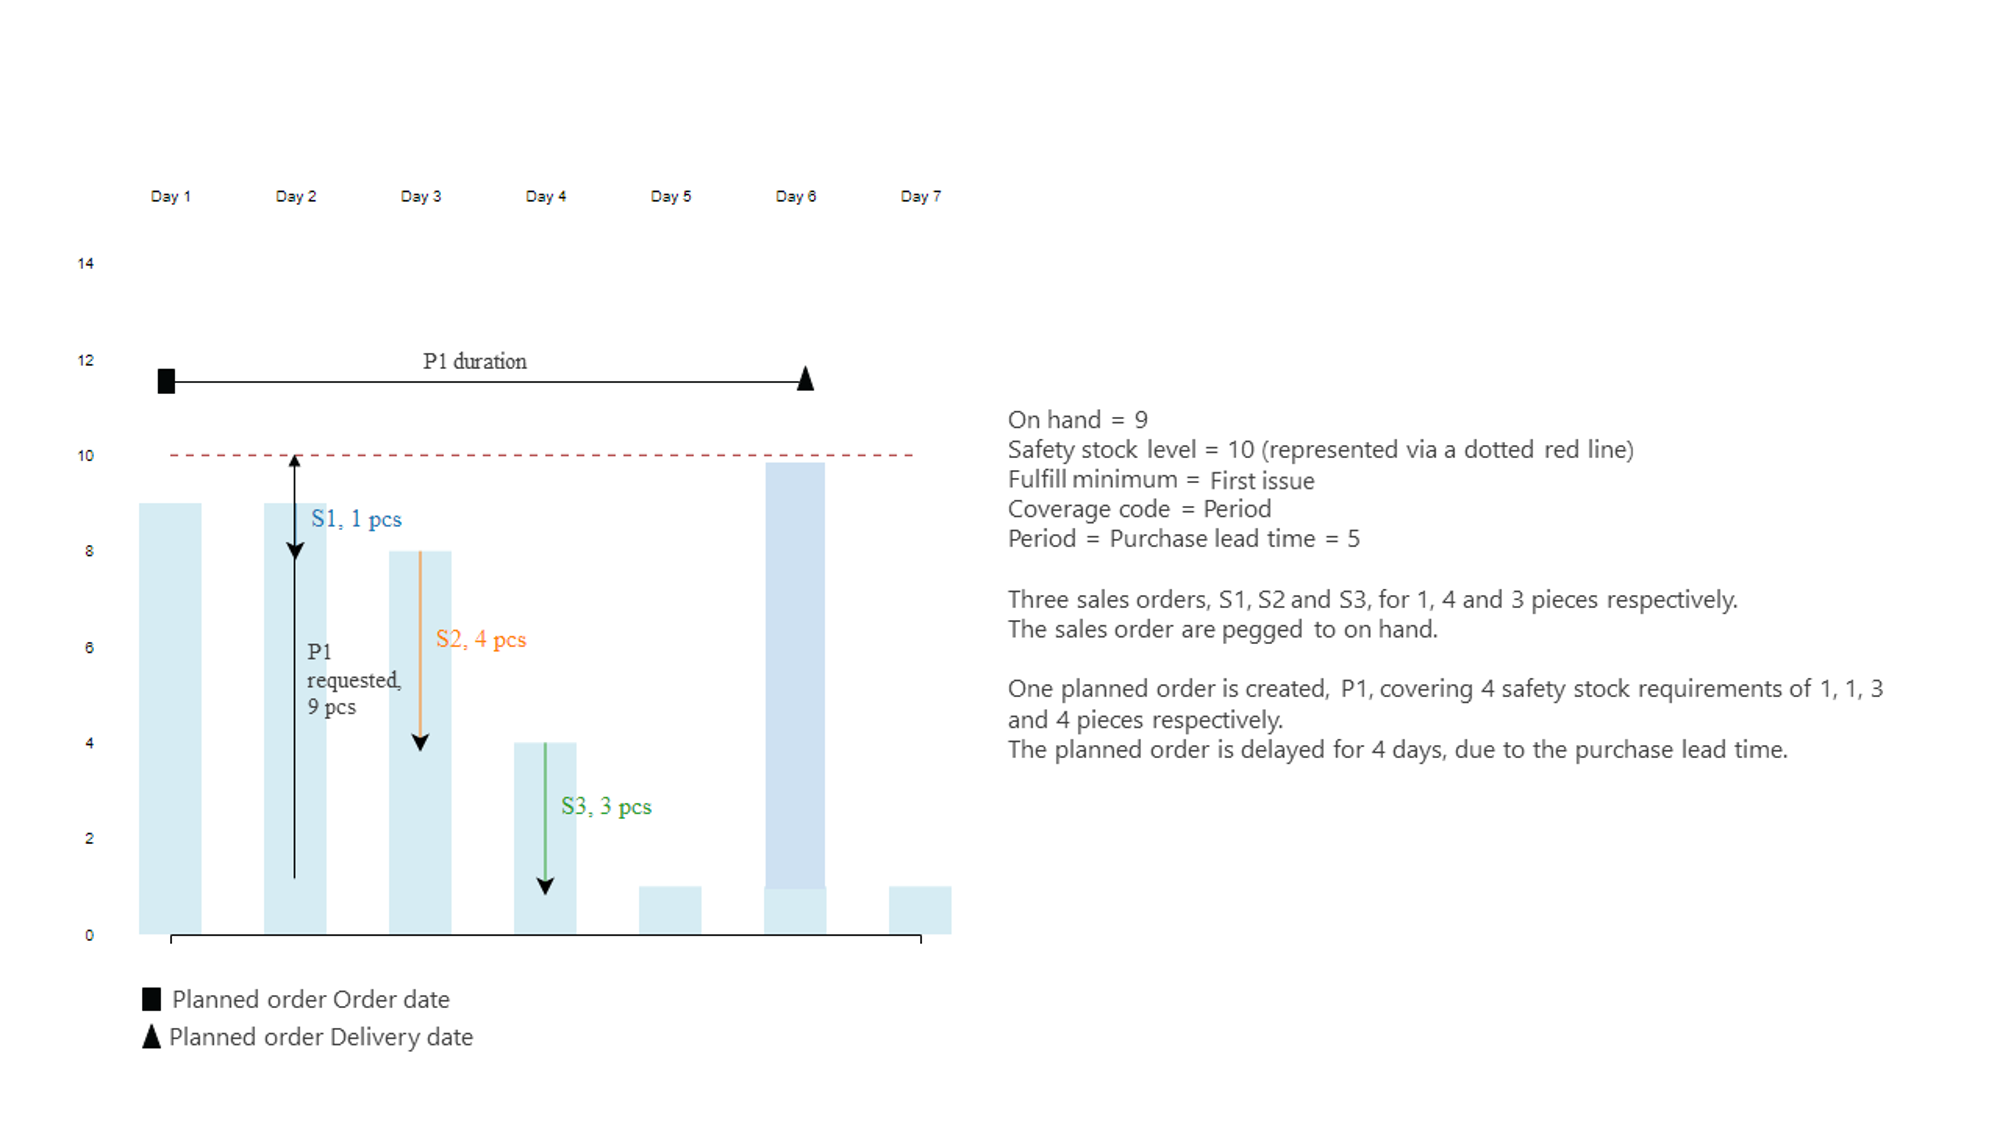 Day 1 Day 2 Day 3 Day 4 Day 5 Day 6 Day 7
14
12
P1 duration
10
S1, 1 pcs
8
S2, 4 pcs
6
P1
requested,
9 pcs
4
S3, 3 pcs
2
0
Planned order Order date
Planned order Delivery date
On hand = 9
Safety stock level = 10 (represented via a dotted red line)
Fulfill minimum = First issue
Coverage code = Period
Period = Purchase lead time = 5
Three sales orders, S1, S2 and S3, for 1, 4 and 3 pieces respectively.
The sales order are pegged to on hand.
One planned order is created, P1, covering 4 safety stock requirements of 1, 1, 3
and 4 pieces respectively.
The planned order is delayed for 4 days, due to the purchase lead time.